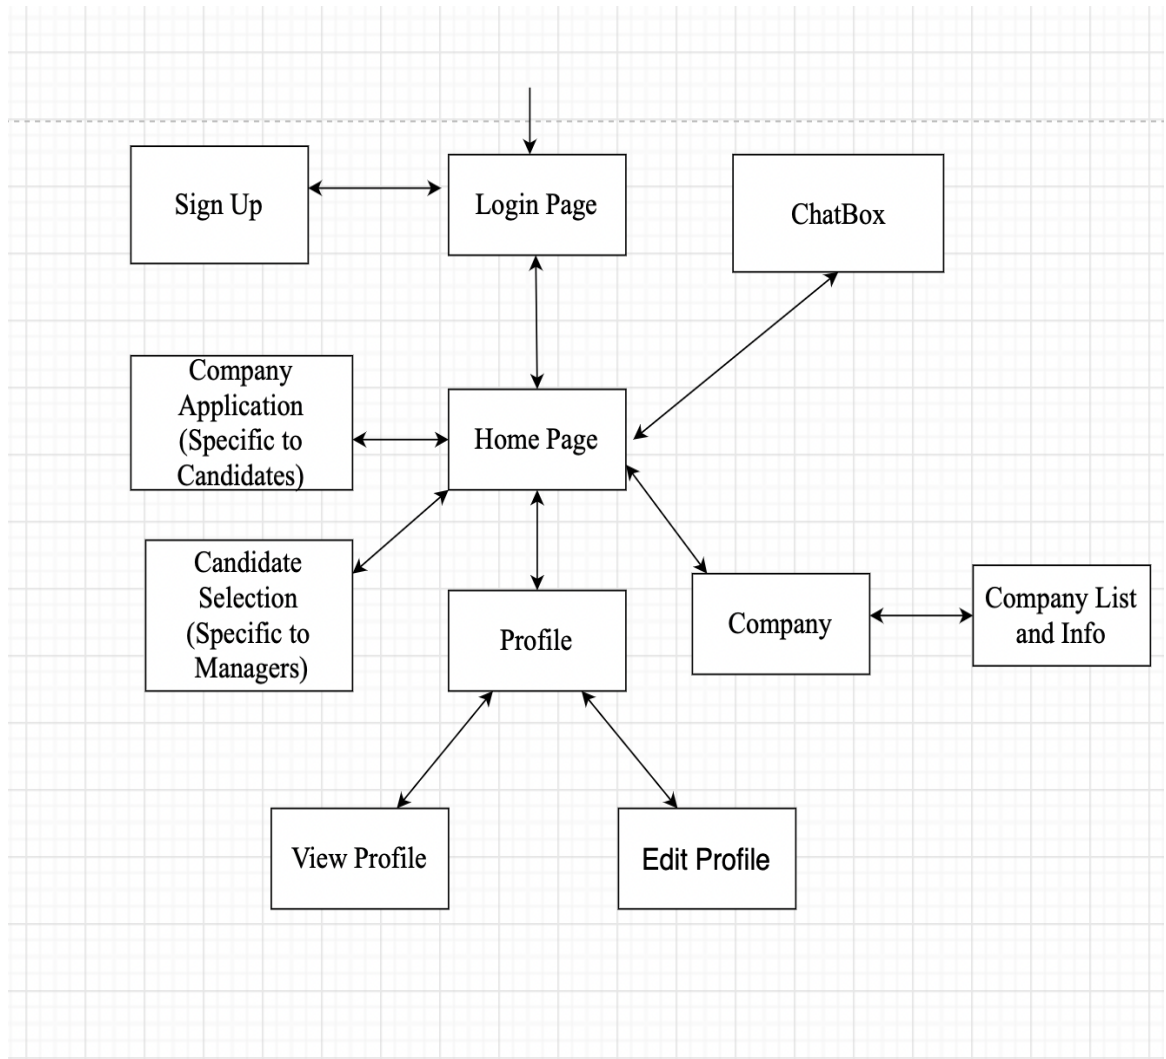 Sign Up
Login Page
ChatBox
Company
Application
(Specific to
Candidates)
Home Page
Candidate
Selection
(Specific to
Managers)
Profile
Company
Company List
and Info
View Profile
Edit Profile